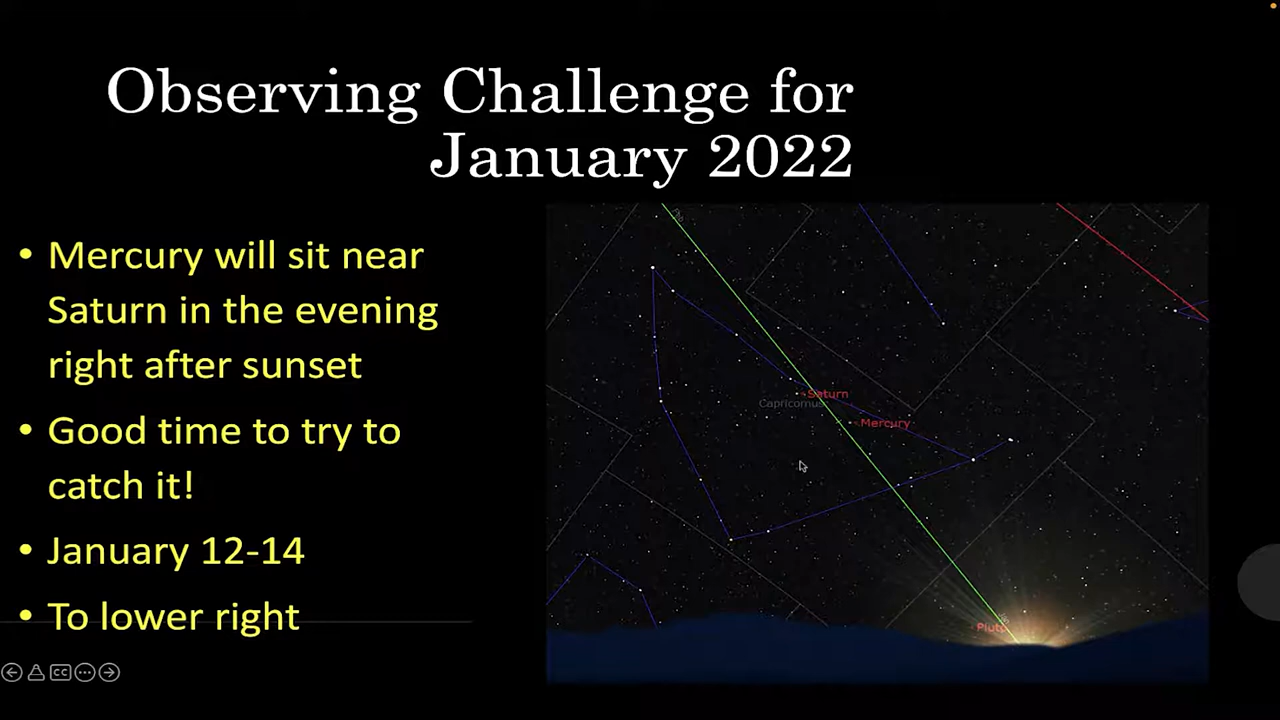 Observing Challenge for
January 2022
• Mercury will sit near
Saturn in the evening
right after sunset
• Good time to try to
catch it!
• January 12-14
• To lower right
Saturn
Capricornus
Mercury
Pluto
CC